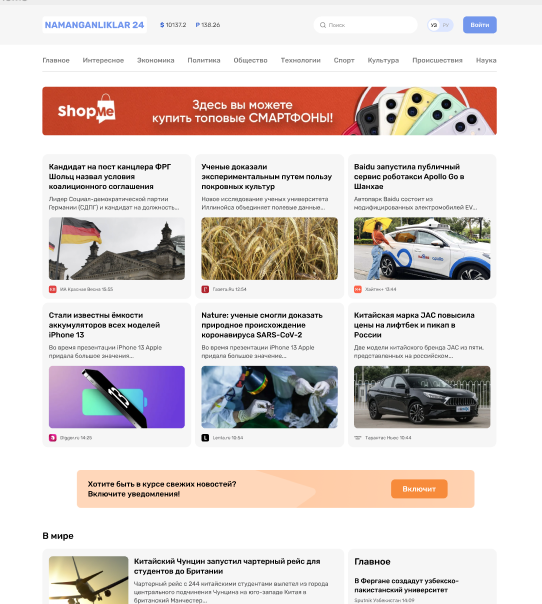 NAMANGANLIKLAR 24
$ 10137.2 Р 138.26
Поиск
УЗ РУ
Войти
Главное Интересное Экономика Политика Общество Технологии Спорт Культура Происшествия Наука
ShopMe
Здесь вы можете
купить топовые СМАРТФОНЫ!
Кандидат на пост канцлера ФРГ
Шольц назвал условия
коалиционного соглашения
Лидер Социал-демократической партии
Германии (СДПГ) и кандидат на должность...
ИА Красная Весна 15:55
Ученые доказали
экспериментальным путем пользу
покровных культур
Новое исследование ученых университета
Иллинойса объединяет полевые данные...
Газета.Ru 12:54
Baidu запустила публичный
сервис роботакси Apollo Go в
Шанхае
Автопарк Baidu состоит из
модифицированных электромобилей EV...
Хайтек+ 13:44
Стали известны ёмкости
аккумуляторов всех моделей
iPhone 13
Во время презентации iPhone 13 Apple
придала большое значения...
Digger.ru 14:25
Nature: ученые смогли доказать
природное происхождение
коронавируса SARS-CoV-2
Во время презентации iPhone 13 Apple
придала большое значение...
Lenta.ru 10:54
Китайская марка JAC повысила
цены на лифтбек и пикап в
России
Две модели китайского бренда JAC из пяти,
представленных на российском...
Тарантас Ньюс 10:44
Хотите быть в курсе свежих новостей?
Включите уведомления!
Включит
В мире
Китайский Чунцин запустил чартерный рейс для
студентов до Британии
Чартерный рейс с 244 китайскими студентами вылетел из города
центрального подчинения Чунцина на юго-западе Китая в
британский Манчестер...
Главное
В Фергане создадут узбекско-
пакистанский университет
Sputnik Узбекистан 14:09